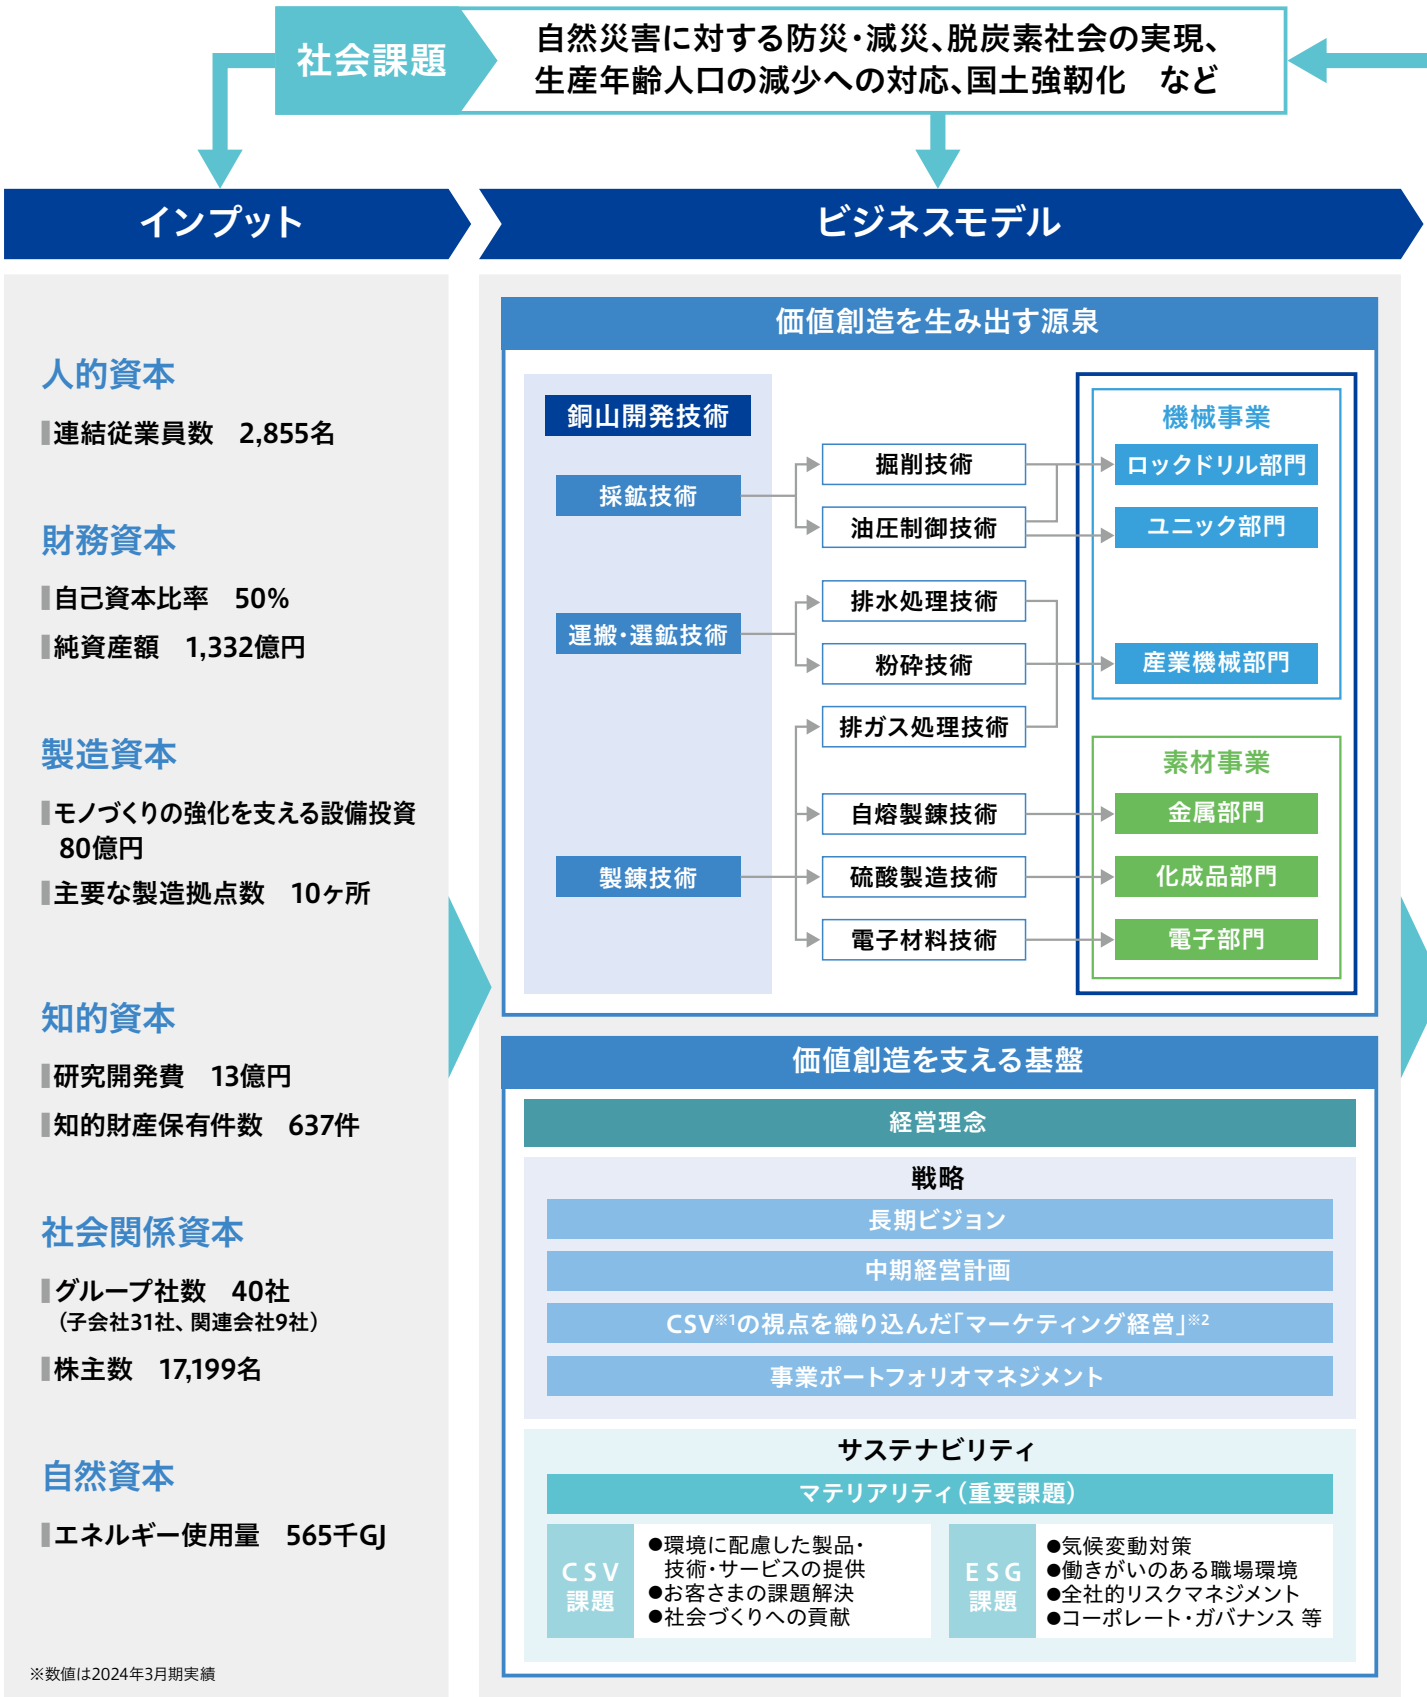 社会課題
自然災害に対する防災・減災、脱炭素社会の実現、
生産年齢人口の減少への対応、国土強靭化　など
インプット
人的資本
連結従業員数　2,855名
財務資本
自己資本比率　50%
純資産額　1,332億円
製造資本
モノづくりの強化を支える設備投資
80億円
主要な製造拠点数　10ヶ所
知的資本
研究開発費　13億円
知的財産保有件数　637件
社会関係資本
グループ社数　40社
（子会社31社、関連会社9社）
株主数　17,199名
自然資本
エネルギー使用量　565千GJ
※数値は2024年3月期実績
ビジネスモデル
価値創造を生み出す源泉
銅山開発技術
採鉱技術
運搬・選鉱技術
製錬技術
掘削技術
油圧制御技術
排水処理技術
粉砕技術
排ガス処理技術
自熔製錬技術
硫酸製造技術
電子材料技術
機械事業
ロックドリル部門
ユニック部門
産業機械部門
素材事業
金属部門
化成品部門
電子部門
価値創造を支える基盤
経営理念
戦略
長期ビジョン
中期経営計画
CSV※1の視点を織り込んだ「マーケティング経営」※2
事業ポートフォリオマネジメント
サステナビリティ
マテリアリティ（重要課題）
CSV
課題
●環境に配慮した製品・
技術・サービスの提供
●お客さまの課題解決
●社会づくりへの貢献
ESG
課題
●気候変動対策
●働きがいのある職場環境
●全社的リスクマネジメント
●コーポレート・ガバナンス 等